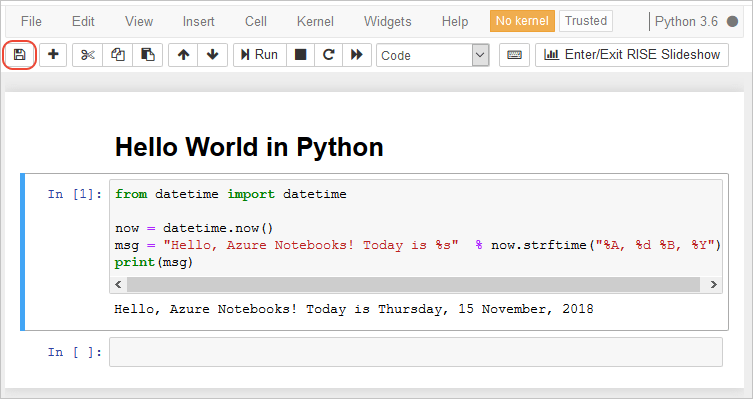 File Edit View Insert Cell Kernel Widgets Help No kernel Trusted Python 3.6
Run Code Enter/Exit RISE Slideshow
Hello World in Python
In [1]: from datetime import datetime
now = datetime.now()
msg = "Hello, Azure Notebooks! Today is %s"  % now.strftime("%A, %d %B, %Y")
print(msg)
Hello, Azure Notebooks! Today is Thursday, 15 November, 2018
In [ ]: